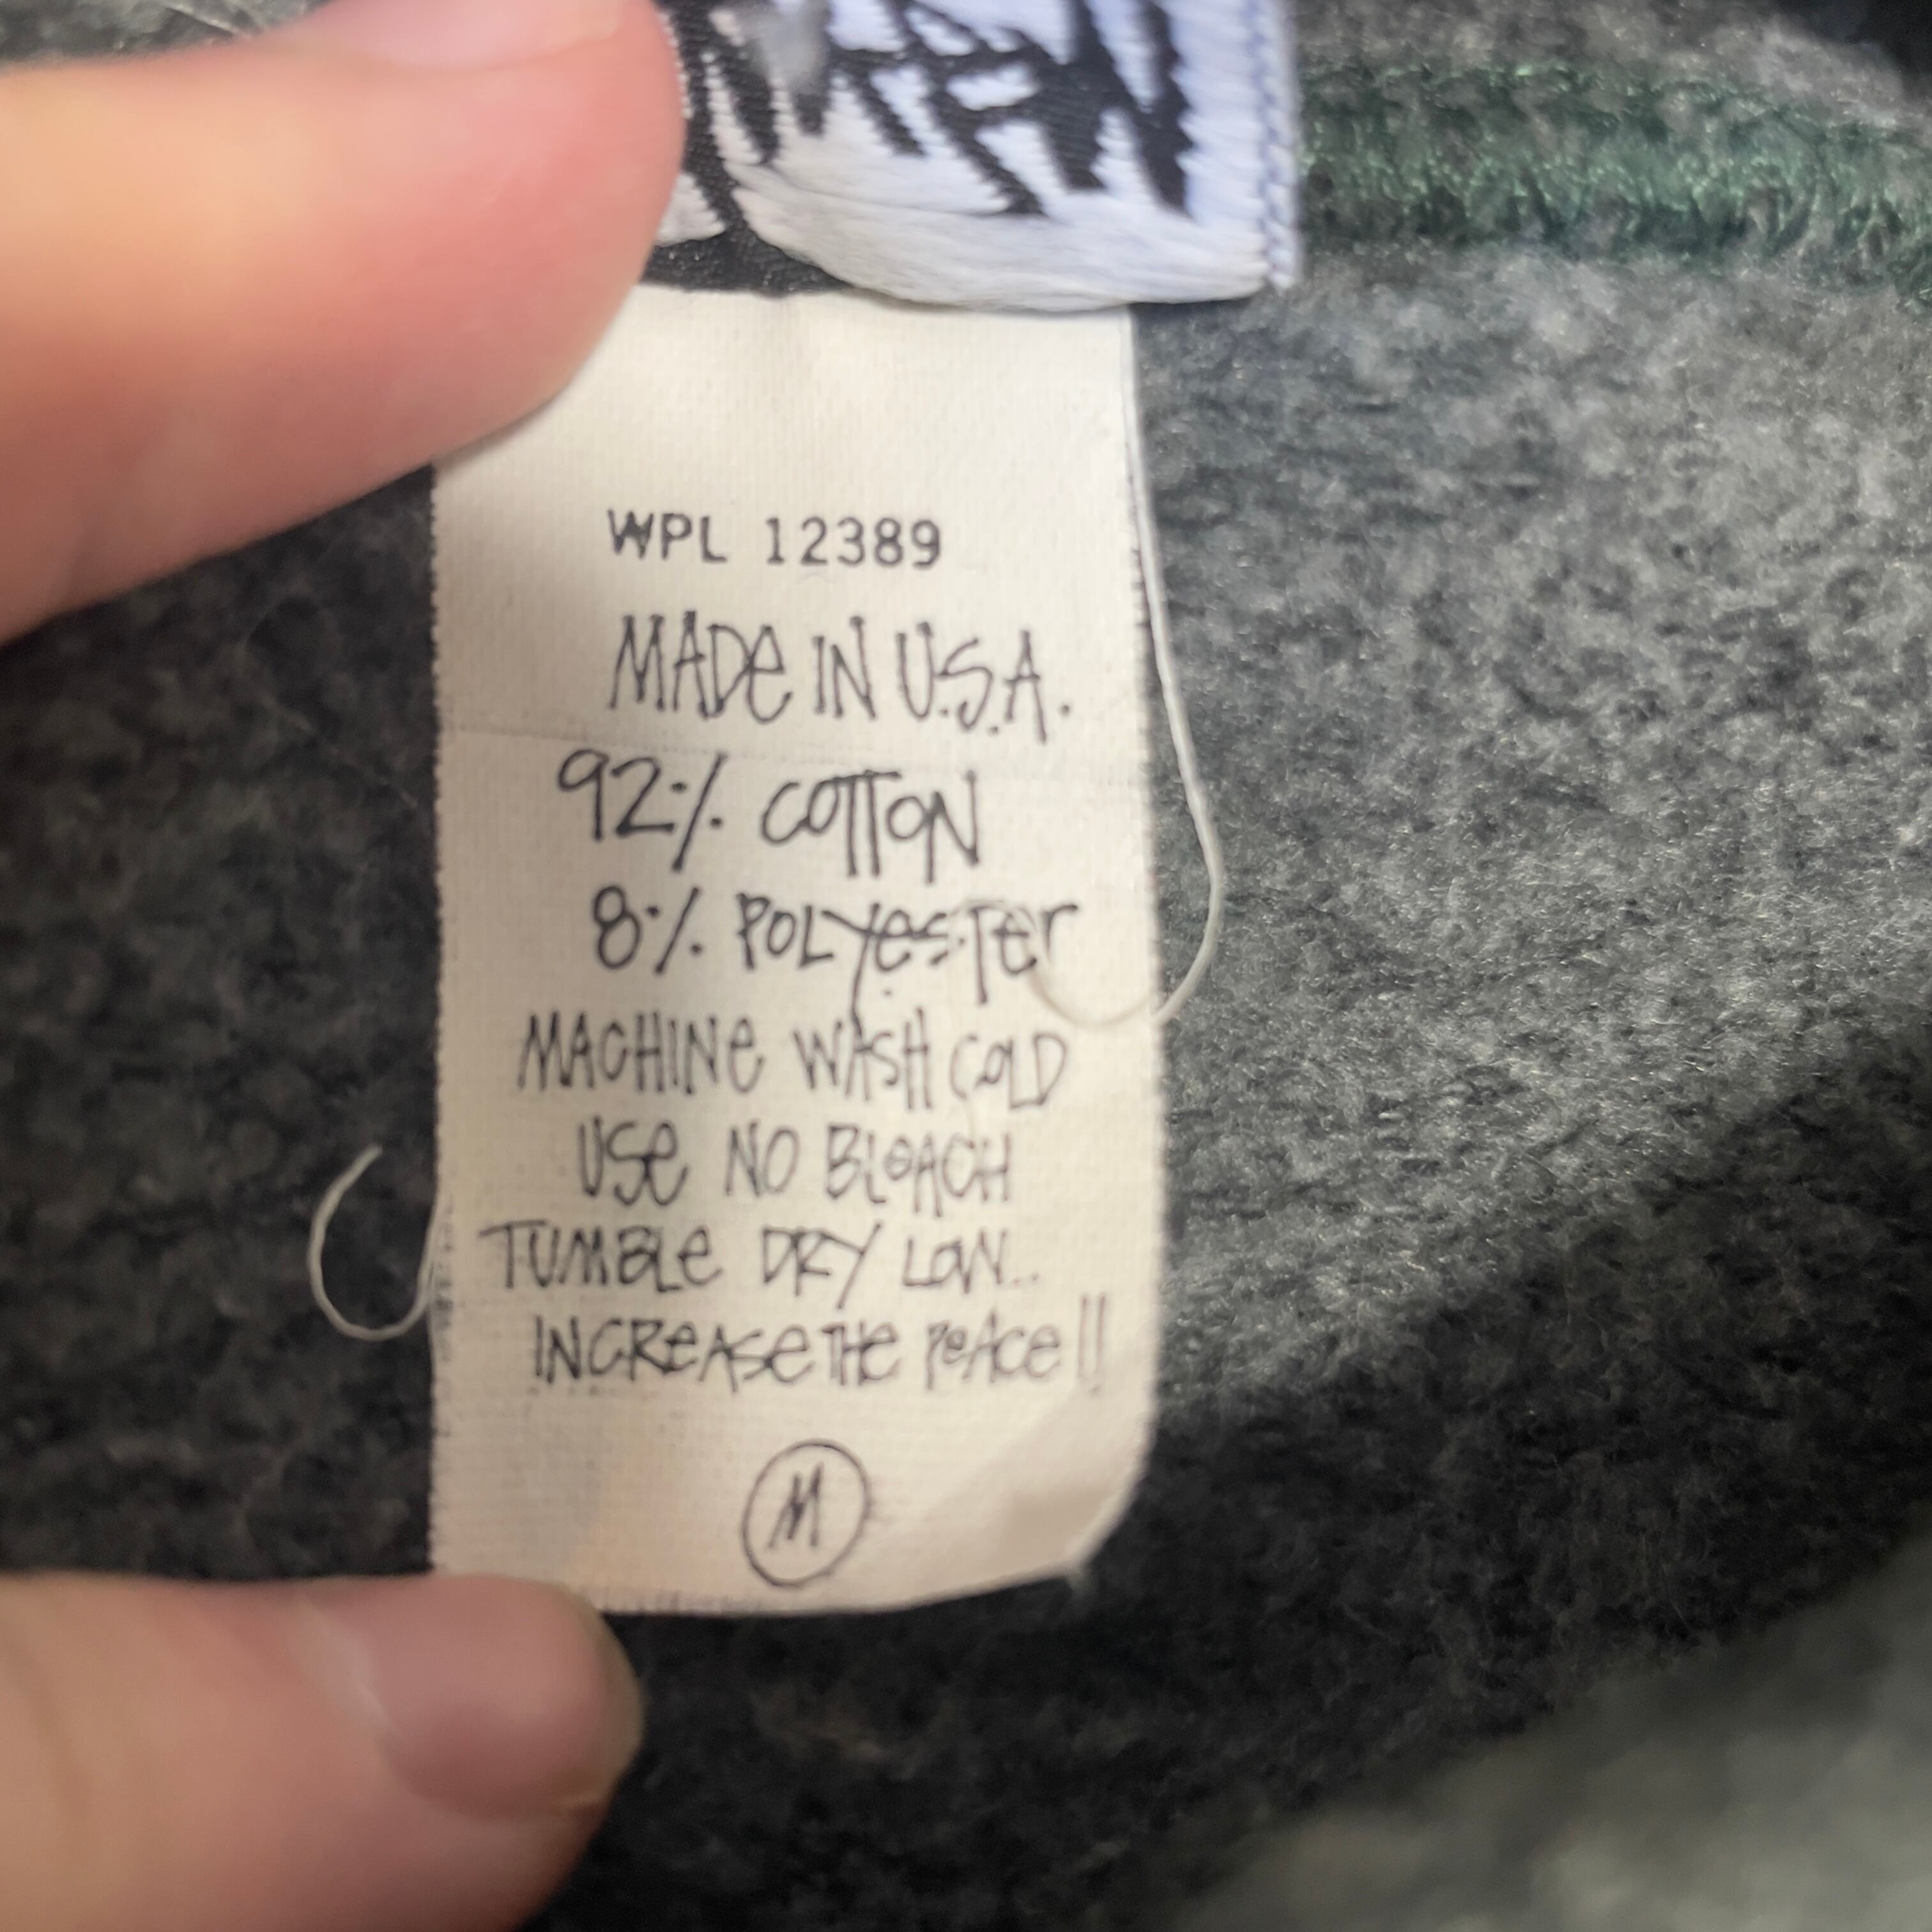 WPL 12389
MADe IN U.S.A.
92% COTTON
8% POLYesTer
MACHINe WASH COLD
USe NO BLeACH
TUMBLe DRY LOW..
INCREASe THe PeAce!!
M